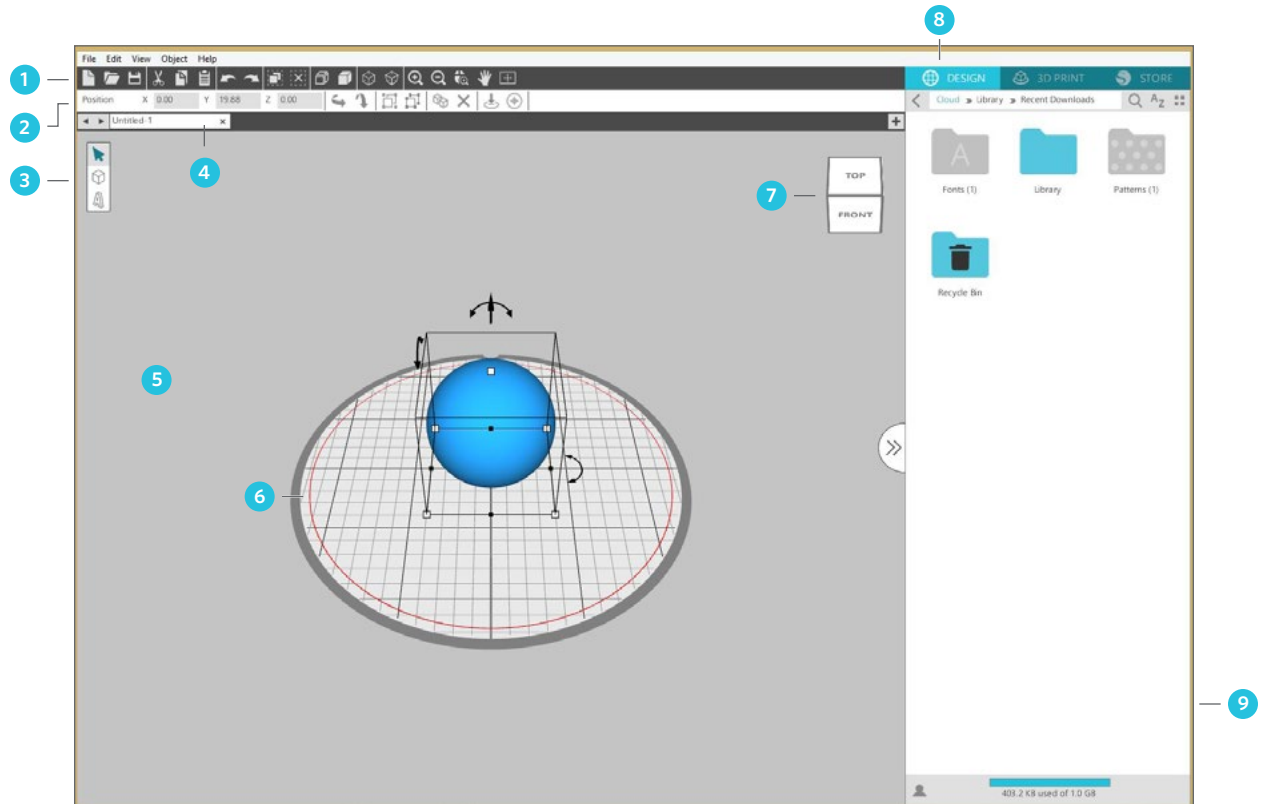 8
File Edit View Object Help
1
DESIGN 3D PRINT STORE
2
Position X 0.00 Y 19.88 Z 0.00
Cloud » Library » Recent Downloads AZ
Untitled-1 ×
3
4
7
TOP
FRONT
A
Fonts (1) Library Patterns (1)
Recycle Bin
5
6
9
403.2 KB used of 1.0 GB